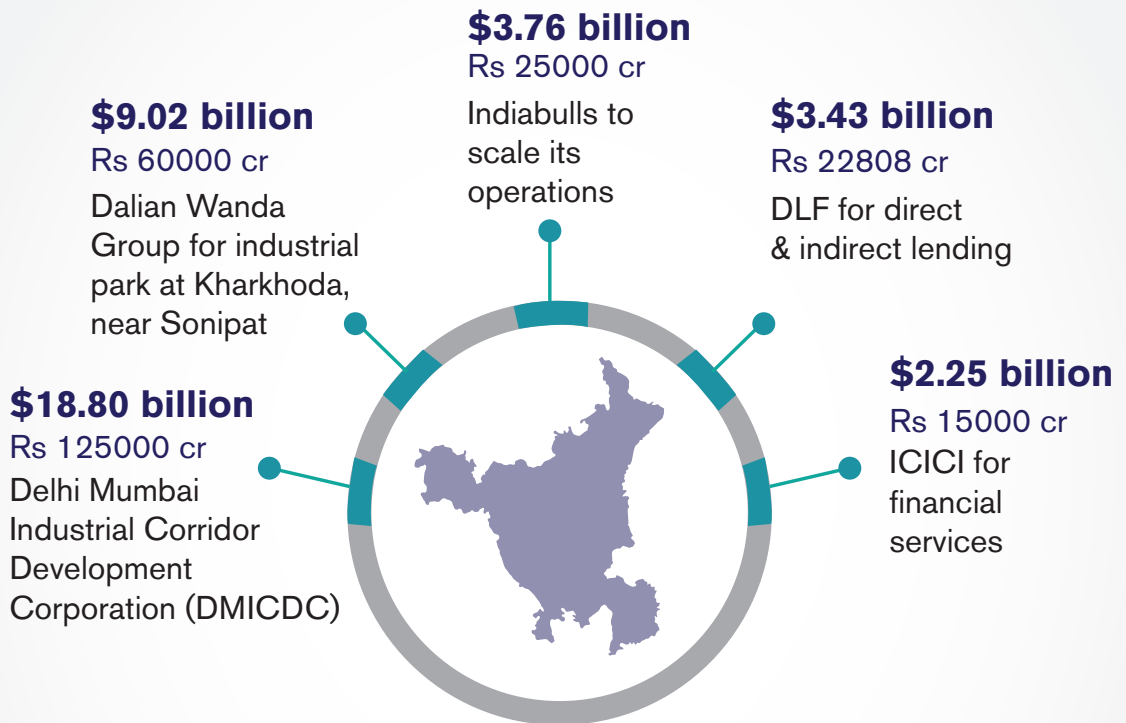 $3.76 billion
Rs 25000 cr
Indiabulls to
scale its
operations
$9.02 billion
Rs 60000 cr
Dalian Wanda
Group for industrial
park at Kharkhoda,
near Sonipat
$3.43 billion
Rs 22808 cr
DLF for direct
& indirect lending
$18.80 billion
Rs 125000 cr
Delhi Mumbai
Industrial Corridor
Development
Corporation (DMICDC)
$2.25 billion
Rs 15000 cr
ICICI for
financial
services